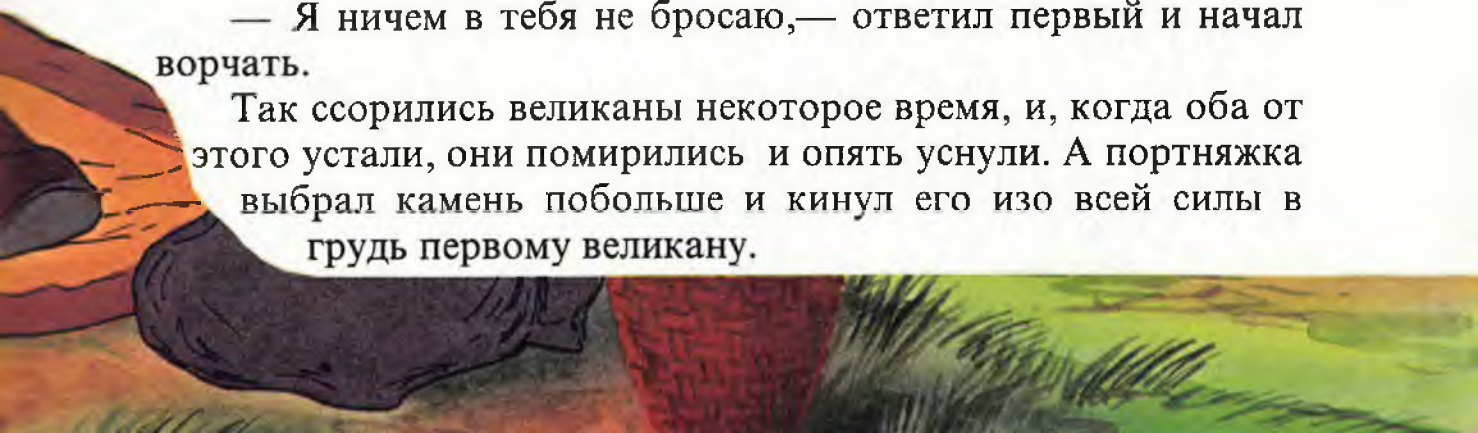 — Я ничем в тебя не бросаю,— ответил первый и начал
ворчать.
Так ссорились великаны некоторое время, и, когда оба от
этого устали, они помирились и опять уснули. А портняжка
выбрал камень побольше и кинул его изо всей силы в
грудь первому великану.